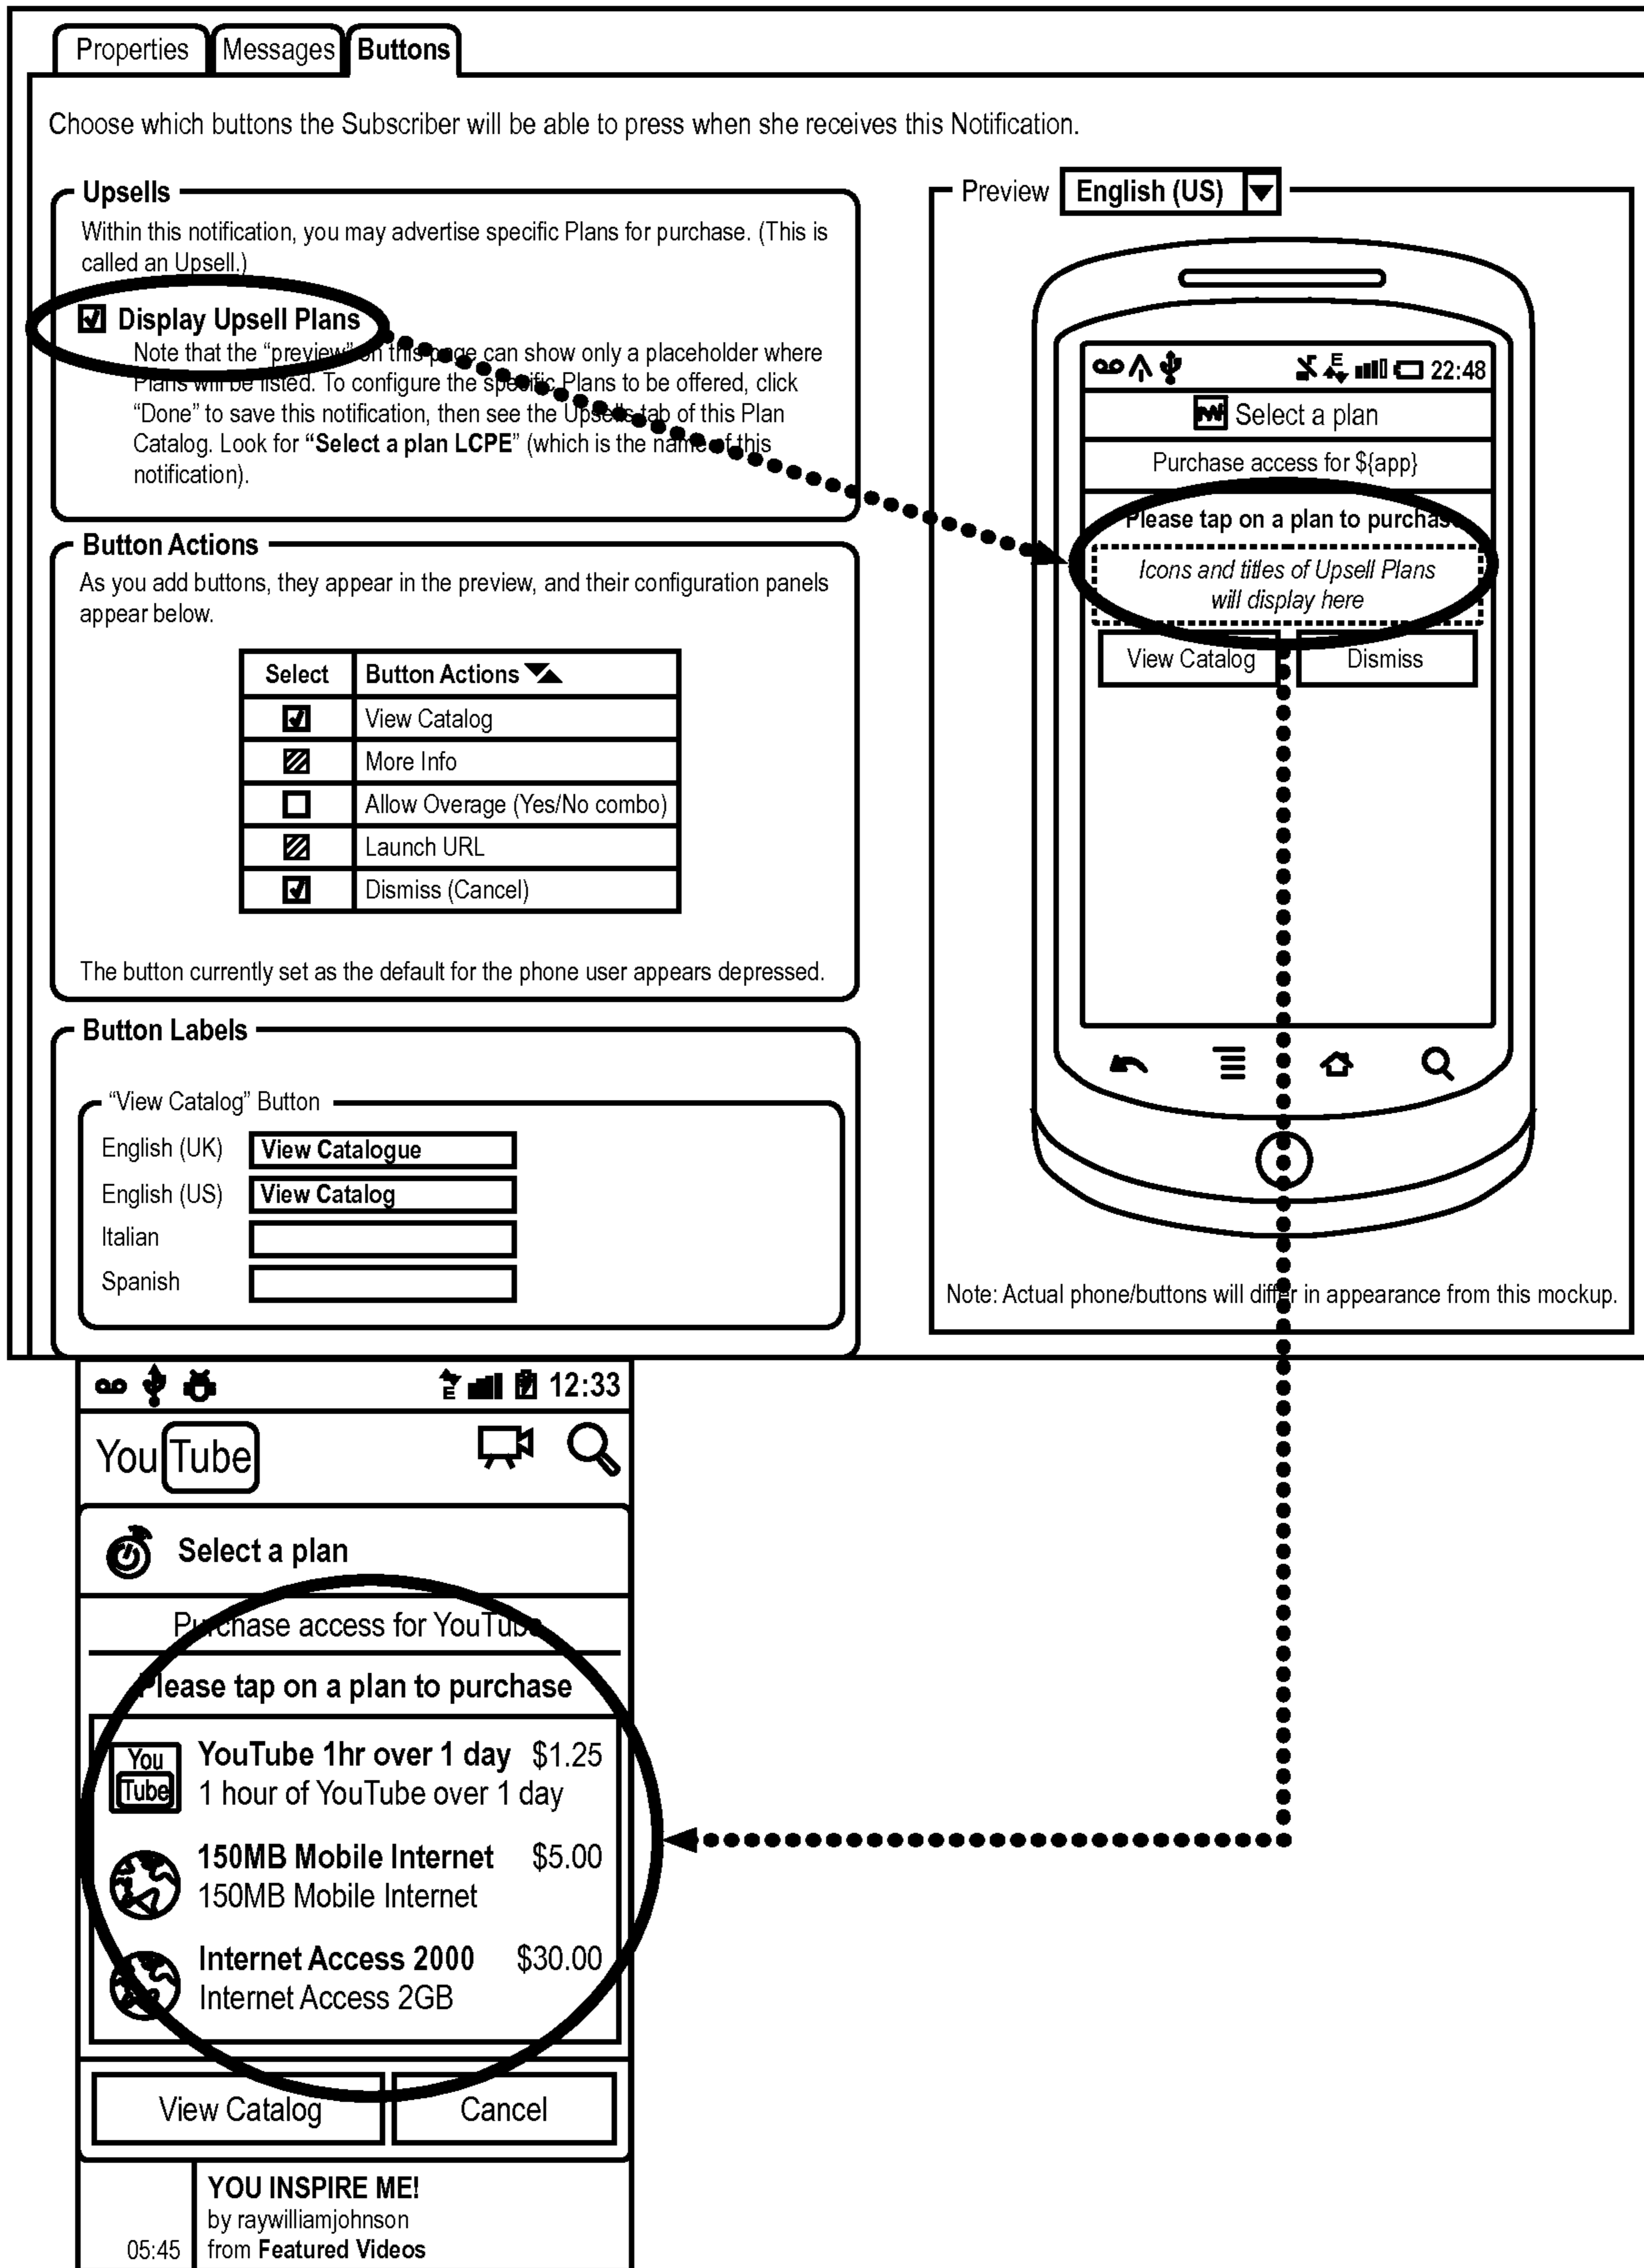 Properties
Messages
Buttons
Choose which buttons the Subscriber will be able to press when she receives this Notification.
Upsells
Within this notification, you may advertise specific Plans for purchase. (This is
called an Upsell.)
Display Upsell Plans
Note that the “preview” on this page can show only a placeholder where
Plans will be listed. To configure the specific Plans to be offered, click
“Done” to save this notification, then see the Upsells tab of this Plan
Catalog. Look for “Select a plan LCPE” (which is the name of this
notification).
Button Actions
As you add buttons, they appear in the preview, and their configuration panels
appear below.
Select Button Actions
View Catalog
More Info
Allow Overage (Yes/No combo)
Launch URL
Dismiss (Cancel)
The button currently set as the default for the phone user appears depressed.
Button Labels
“View Catalog” Button
English (UK) View Catalogue
English (US) View Catalog
Italian
Spanish
Preview English (US)
E 22:48
Select a plan
Purchase access for ${app}
Please tap on a plan to purchase
Icons and titles of Upsell Plans
will display here
View Catalog Dismiss
Note: Actual phone/buttons will differ in appearance from this mockup.
E 12:33
YouTube
Select a plan
Purchase access for YouTube
Please tap on a plan to purchase
You
Tube
YouTube 1hr over 1 day $1.25
1 hour of YouTube over 1 day
150MB Mobile Internet $5.00
150MB Mobile Internet
Internet Access 2000 $30.00
Internet Access 2GB
View Catalog Cancel
YOU INSPIRE ME!
by raywilliamjohnson
05:45 from Featured Videos